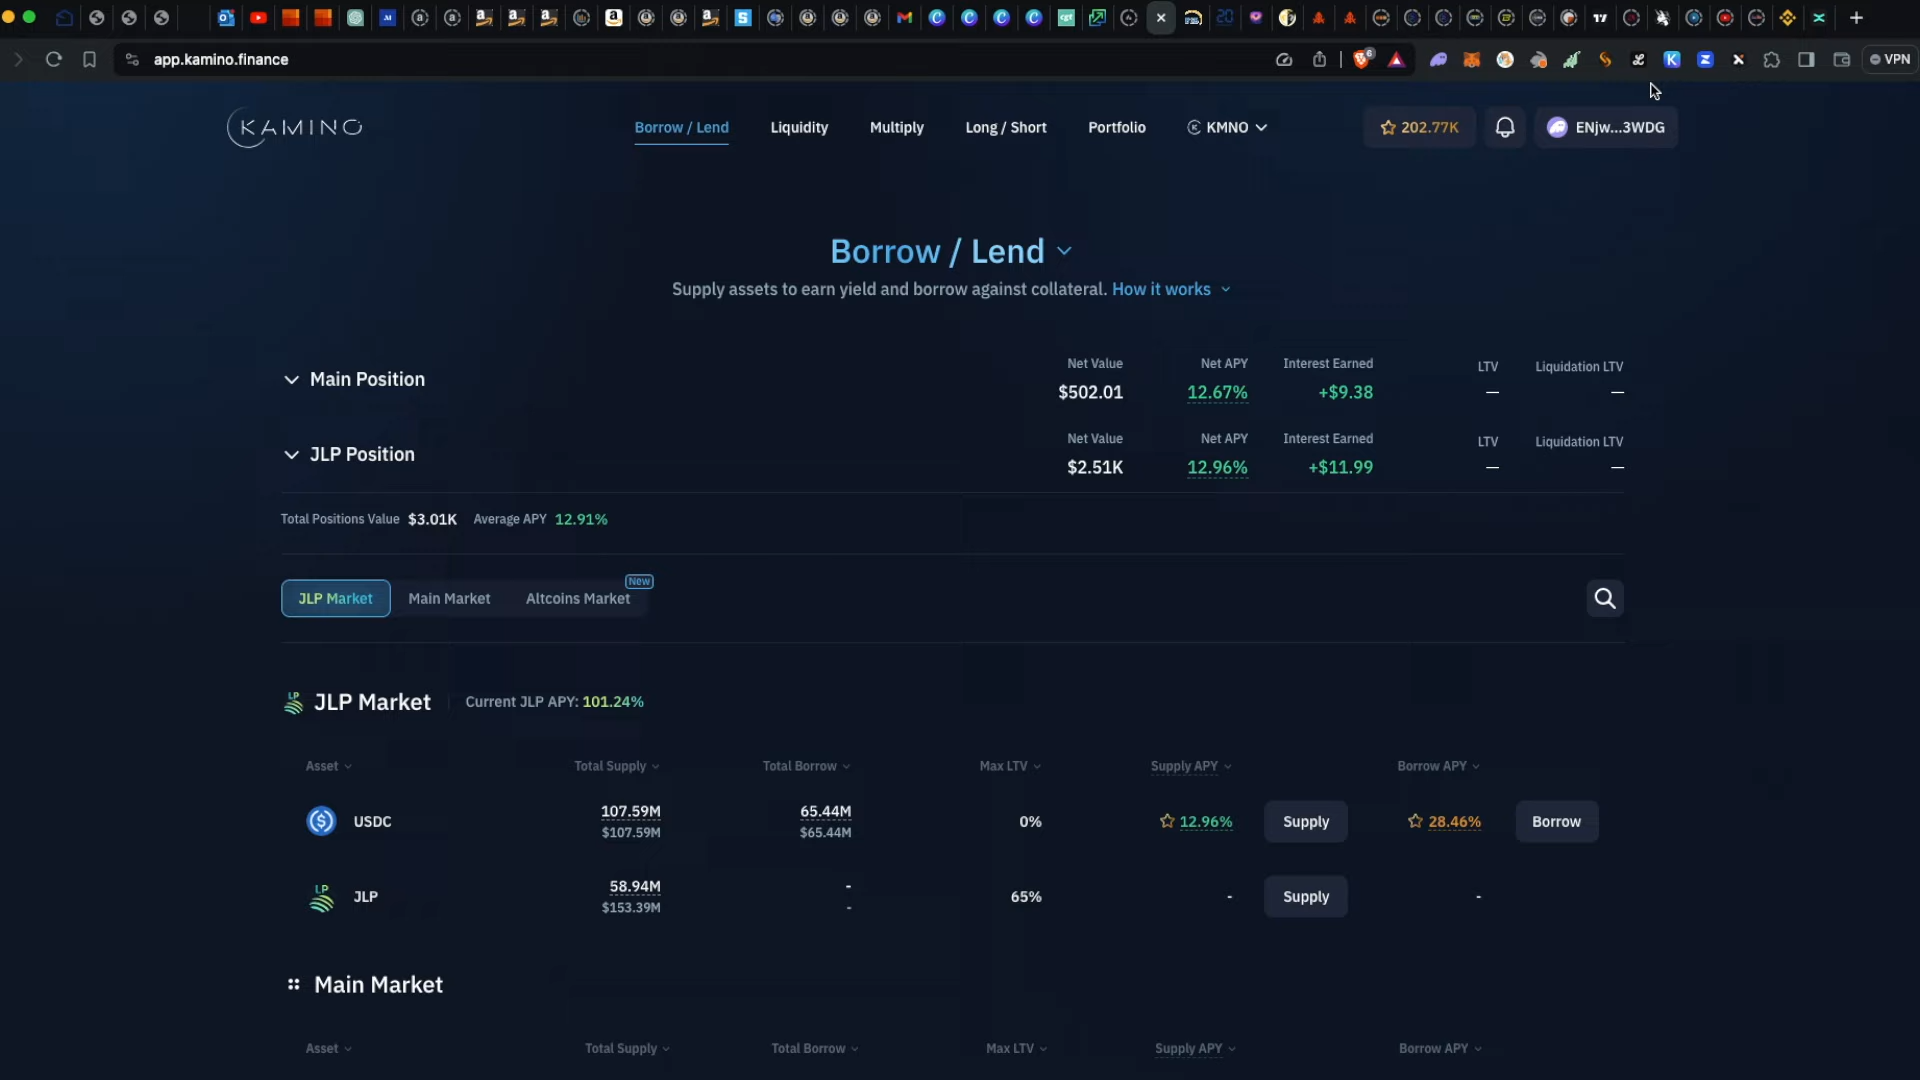 app.kamino.finance
VPN
KAMINO
Borrow / Lend
Liquidity
Multiply
Long / Short
Portfolio
KMNO
202.77K
ENjw...3WDG
Borrow / Lend
Supply assets to earn yield and borrow against collateral. How it works
Main Position
Net Value
Net APY
Interest Earned
LTV
Liquidation LTV
$502.01
12.67%
+$9.38
—
—
JLP Position
Net Value
Net APY
Interest Earned
LTV
Liquidation LTV
$2.51K
12.96%
+$11.99
—
—
Total Positions Value $3.01K Average APY 12.91%
JLP Market
Main Market
Altcoins Market
New
JLP Market
Current JLP APY: 101.24%
Asset
Total Supply
Total Borrow
Max LTV
Supply APY
Borrow APY
USDC
107.59M
$107.59M
65.44M
$65.44M
0%
12.96%
Supply
28.46%
Borrow
JLP
58.94M
$153.39M
-
-
65%
-
Supply
-
Main Market
Asset
Total Supply
Total Borrow
Max LTV
Supply APY
Borrow APY